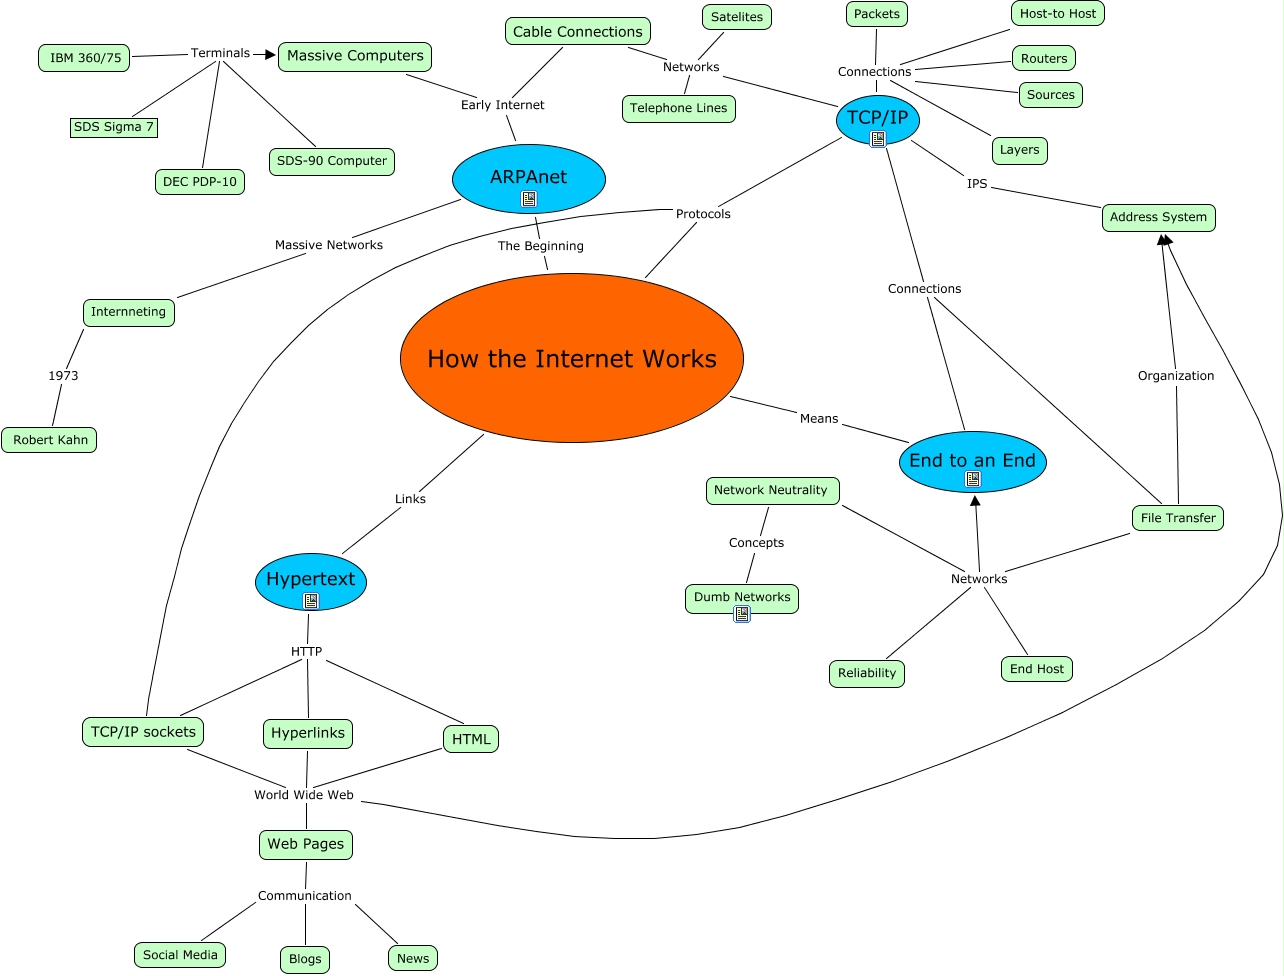 Packets
Host-to Host
Satelites
Cable Connections
IBM 360/75
Terminals
Massive Computers
Networks
Connections
Routers
Sources
Early Internet
Telephone Lines
TCP/IP
SDS Sigma 7
SDS-90 Computer
DEC PDP-10
Layers
ARPAnet
IPS
Protocols
Address System
Massive Networks
The Beginning
Connections
Internneting
How the Internet Works
1973
Organization
Robert Kahn
Means
End to an End
Links
Network Neutrality
File Transfer
Concepts
Hypertext
Networks
Dumb Networks
HTTP
Reliability
End Host
TCP/IP sockets
Hyperlinks
HTML
World Wide Web
Web Pages
Communication
Social Media
Blogs
News